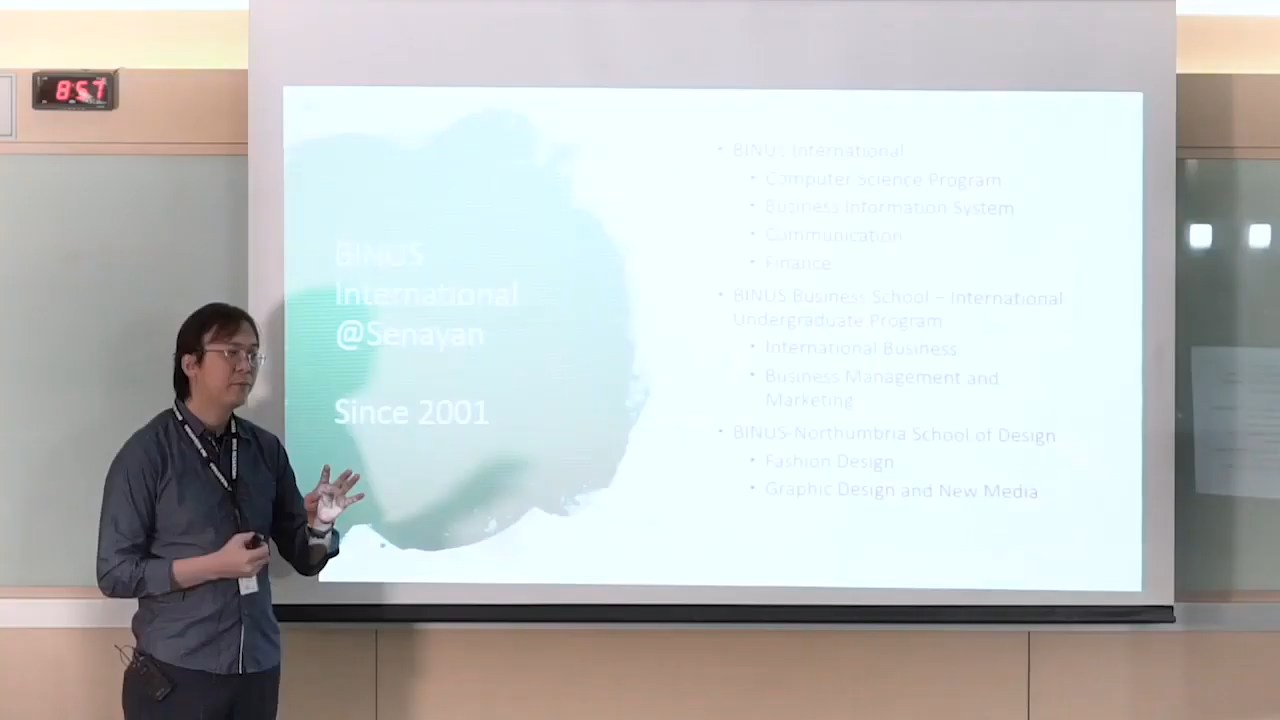 8:57
BINUS
International
@Senayan
Since 2001
• BINUS International
• Computer Science Program
• Business Information System
• Communication
• Finance
• BINUS Business School – International
Undergraduate Program
• International Business
• Business Management and
Marketing
• BINUS-Northumbria School of Design
• Fashion Design
• Graphic Design and New Media